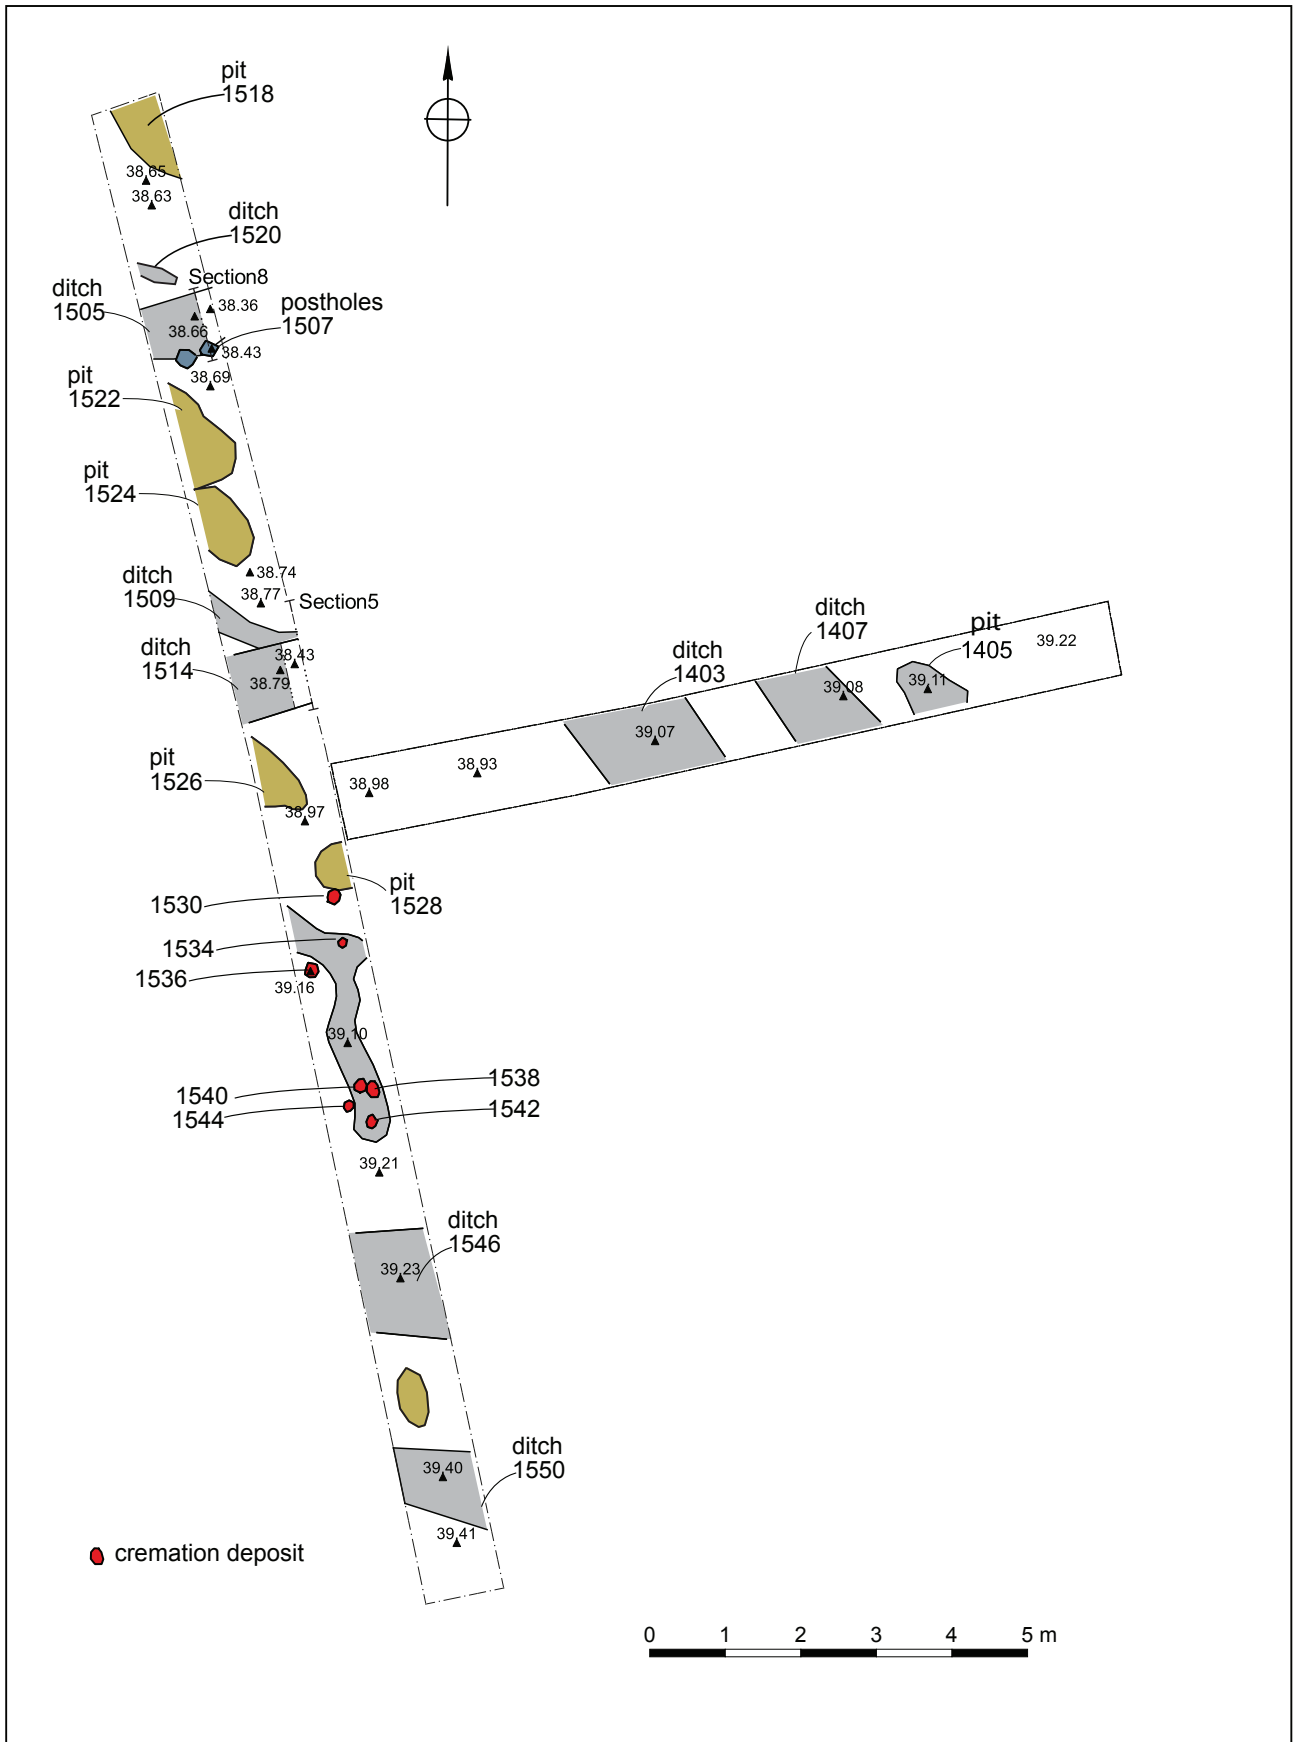 pit
1518
38.65
38.63
ditch
1520
Section8
ditch
1505
38.36
postholes
1507
38.66
38.43
38.69
pit
1522
pit
1524
38.74
ditch
1509
38.77
Section5
ditch
1514
38.43
38.79
ditch
1407
pit
1405
39.22
ditch
1403
39.11
39.08
39.07
pit
1526
38.93
38.98
38.97
pit
1528
1530
1534
1536
39.16
39.10
1538
1540
1544
1542
39.21
ditch
1546
39.23
ditch
1550
39.40
39.41
cremation deposit
0 1 2 3 4 5 m